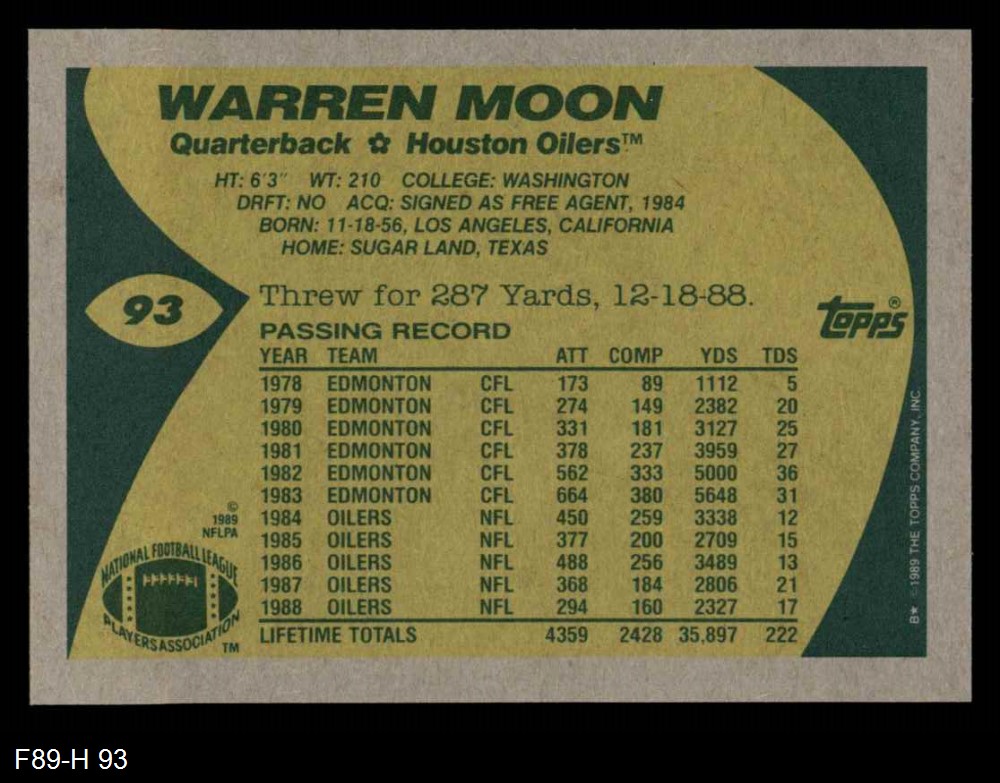 WARREN MOON
Quarterback ✿ Houston Oilers™
HT: 6'3" WT: 210 COLLEGE: WASHINGTON
DRFT: NO ACQ: SIGNED AS FREE AGENT, 1984
BORN: 11-18-56, LOS ANGELES, CALIFORNIA
HOME: SUGAR LAND, TEXAS
93
Threw for 287 Yards, 12-18-88.
topps®
PASSING RECORD
YEAR TEAM ATT COMP YDS TDS
1978 EDMONTON CFL 173 89 1112 5
1979 EDMONTON CFL 274 149 2382 20
1980 EDMONTON CFL 331 181 3127 25
1981 EDMONTON CFL 378 237 3959 27
1982 EDMONTON CFL 562 333 5000 36
1983 EDMONTON CFL 664 380 5648 31
1984 OILERS NFL 450 259 3338 12
1985 OILERS NFL 377 200 2709 15
1986 OILERS NFL 488 256 3489 13
1987 OILERS NFL 368 184 2806 21
1988 OILERS NFL 294 160 2327 17
LIFETIME TOTALS 4359 2428 35,897 222
©
1989
NFLPA
NATIONAL FOOTBALL LEAGUE
PLAYERS ASSOCIATION
TM
B★ ©1989 THE TOPPS COMPANY, INC.
F89-H 93